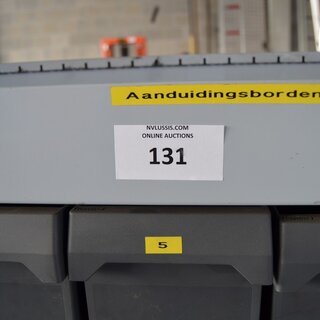 Aanduidingsborden
NVLUSSIS.COM
ONLINE AUCTIONS
131
5